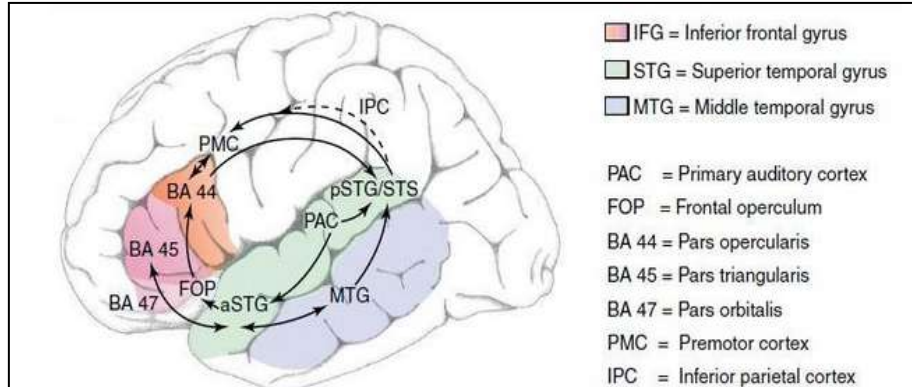 IPC
PMC
BA 44
pSTG/STS
PAC
BA 45
FOP
aSTG
MTG
BA 47
IFG = Inferior frontal gyrus
STG = Superior temporal gyrus
MTG = Middle temporal gyrus
PAC = Primary auditory cortex
FOP = Frontal operculum
BA 44 = Pars opercularis
BA 45 = Pars triangularis
BA 47 = Pars orbitalis
PMC = Premotor cortex
IPC = Inferior parietal cortex